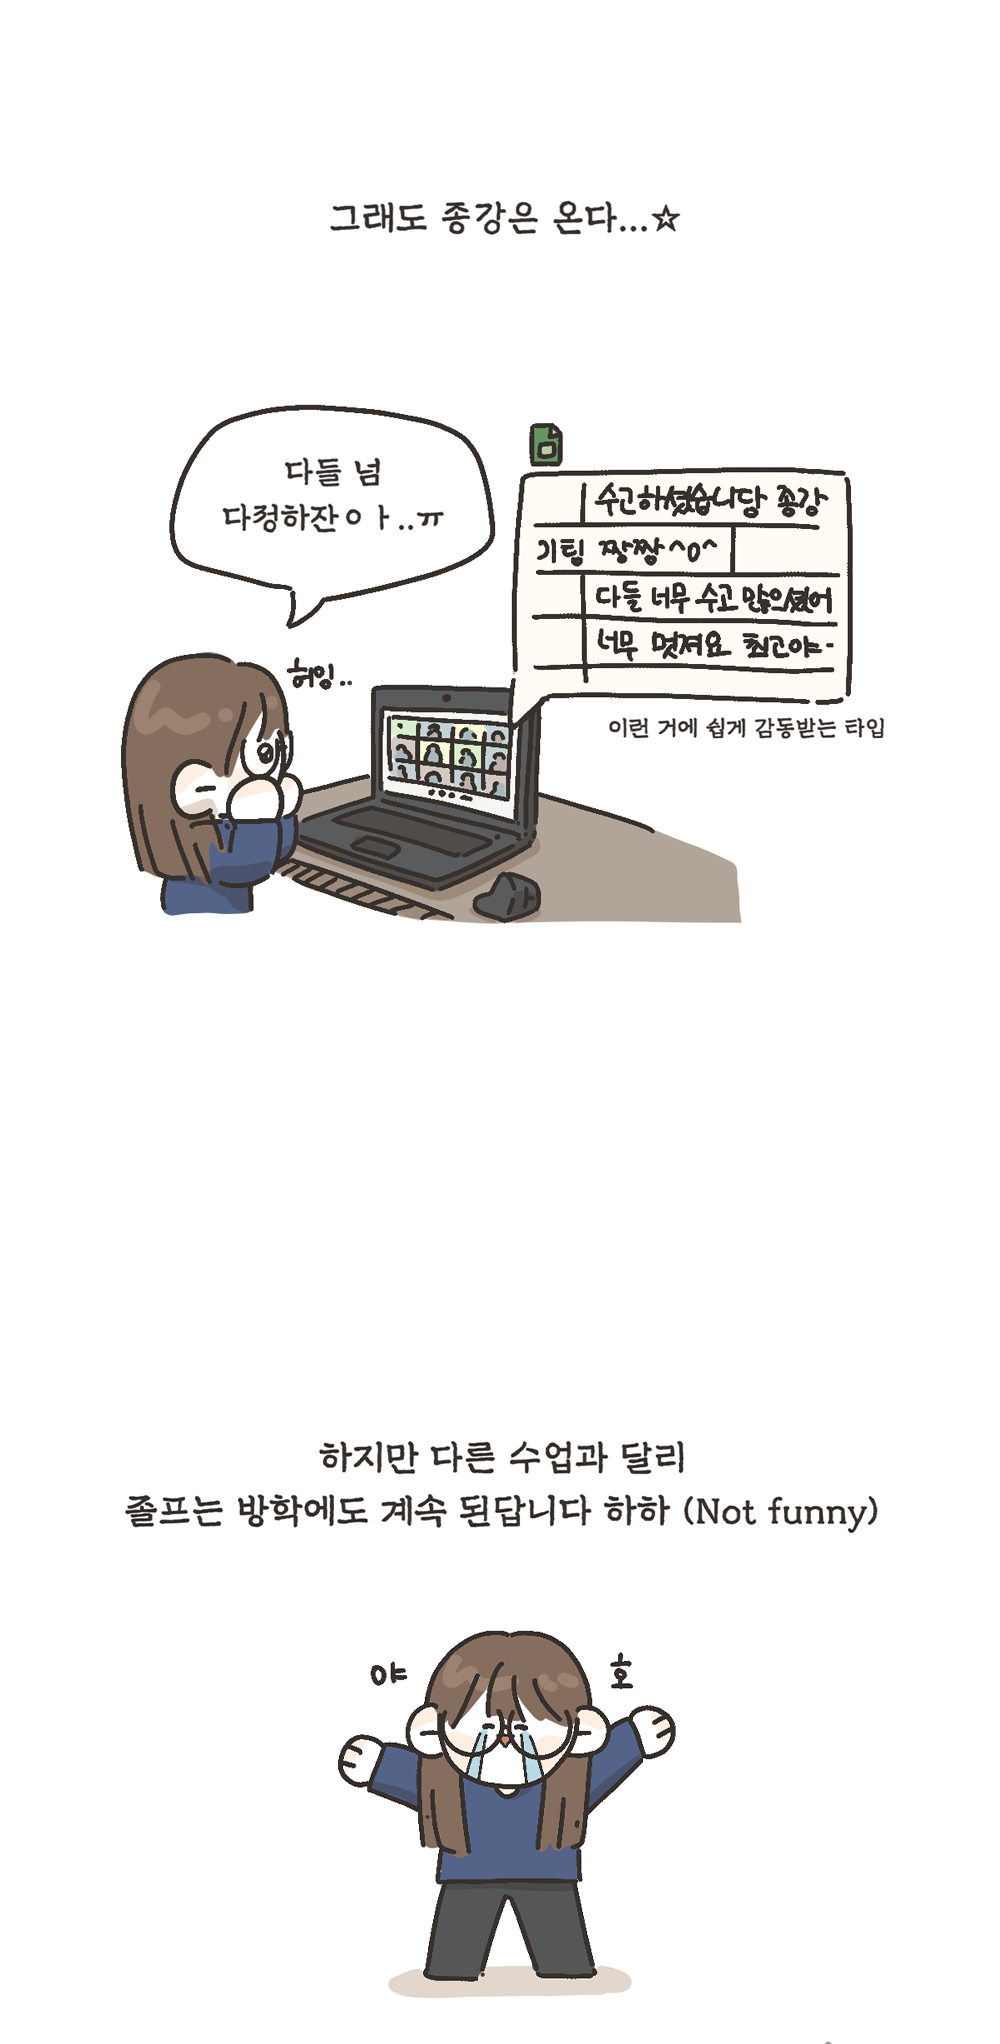 그래도 종강은 온다...☆
다들 넘
다정하잔ㅇㅏ..ㅠ
수고하셨습니당 종강
기팀 짱짱^0^
다들 너무 수고 많으셨어
너무 멋져요 최고야-
허잉..
이런 거에 쉽게 감동받는 타입
하지만 다른 수업과 달리
졸프는 방학에도 계속 된답니다 하하 (Not funny)
야 호